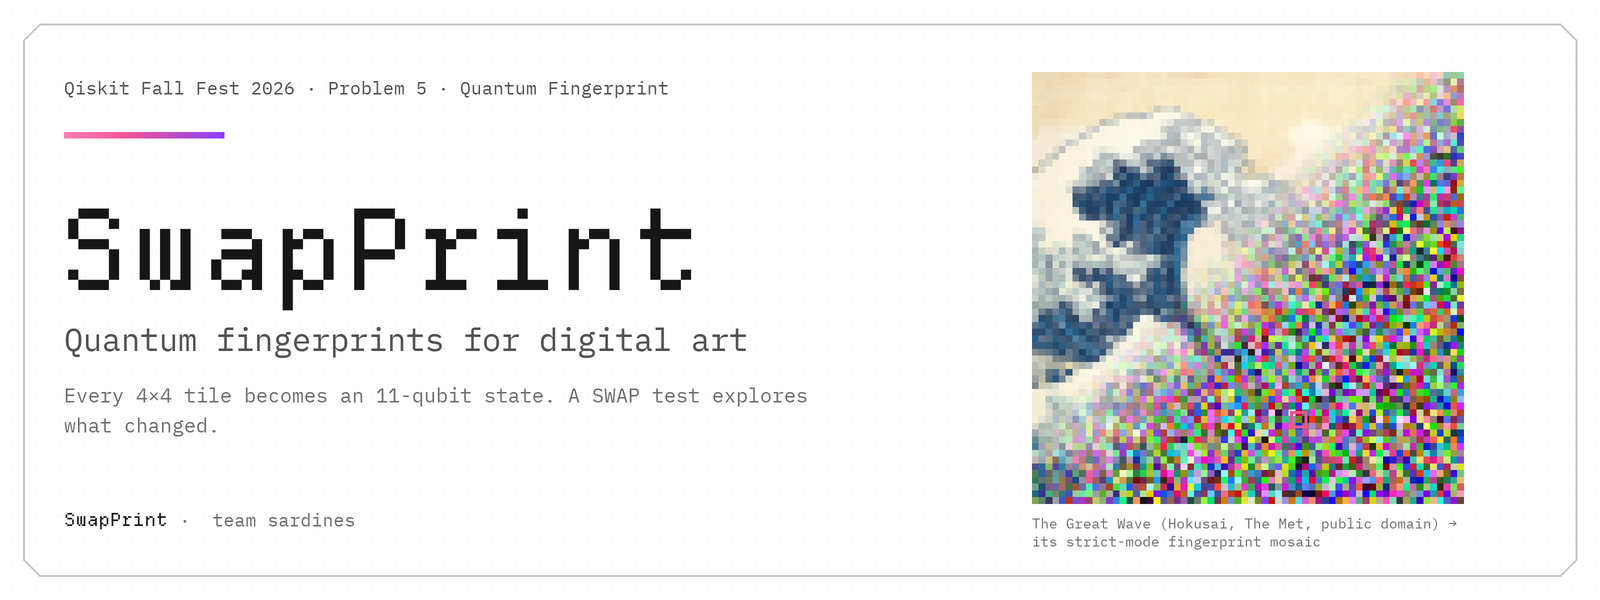 Qiskit Fall Fest 2026 · Problem 5 · Quantum Fingerprint
SwapPrint
Quantum fingerprints for digital art
Every 4×4 tile becomes an 11-qubit state. A SWAP test explores
what changed.
SwapPrint · team sardines
The Great Wave (Hokusai, The Met, public domain) →
its strict-mode fingerprint mosaic